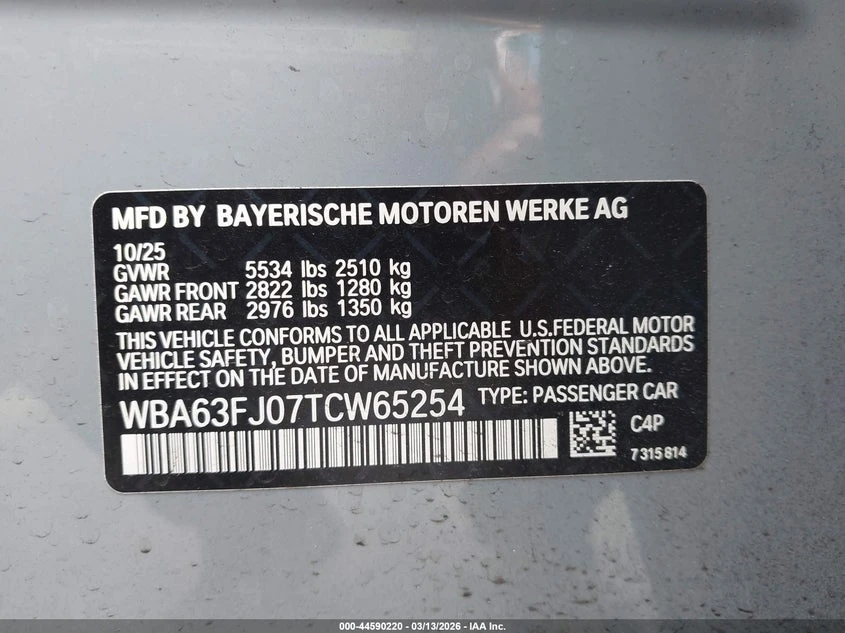 MFD BY BAYERISCHE MOTOREN WERKE AG
10/25
GVWR 5534 lbs 2510 kg
GAWR FRONT 2822 lbs 1280 kg
GAWR REAR 2976 lbs 1350 kg
THIS VEHICLE CONFORMS TO ALL APPLICABLE U.S.FEDERAL MOTOR
VEHICLE SAFETY, BUMPER AND THEFT PREVENTION STANDARDS
IN EFFECT ON THE DATE OF MANUFACTURE SHOWN ABOVE.
WBA63FJ07TCW65254 TYPE: PASSENGER CAR
C4P
7315814
000-44590220 - 03/13/2026 - IAA Inc.